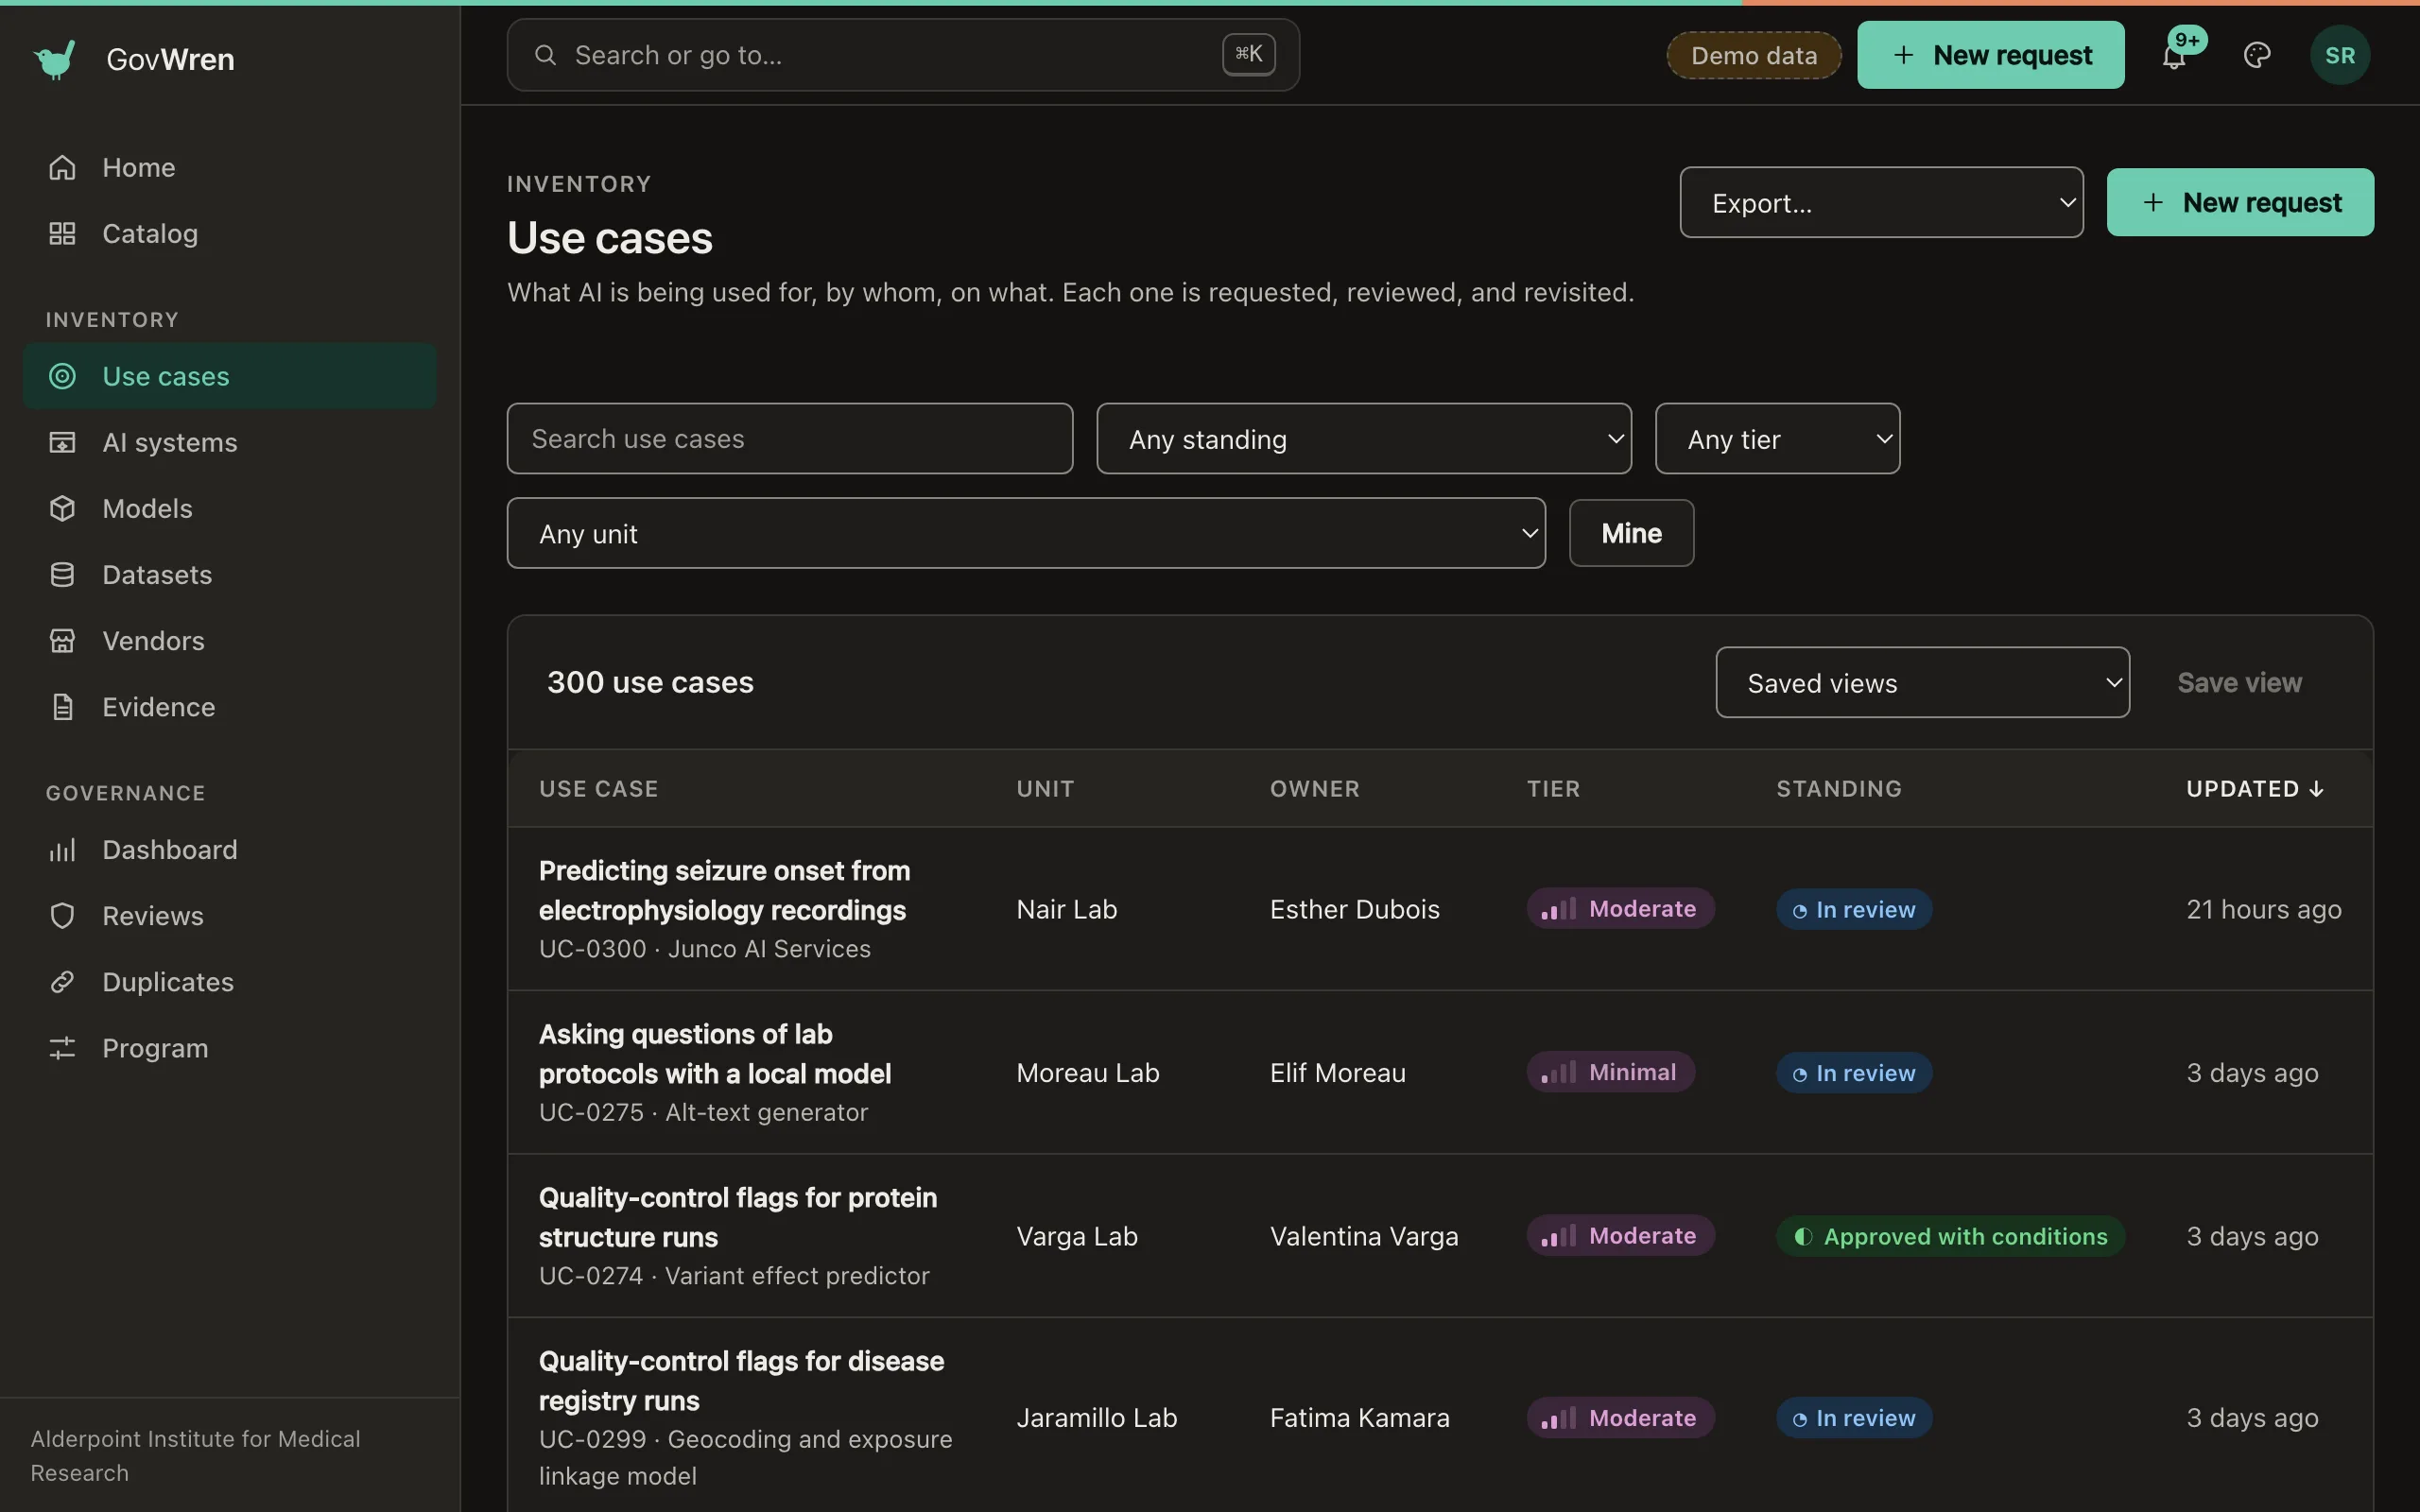 GovWren
Search or go to...
⌘K
Demo data
+ New request
9+
SR
Home
Catalog
INVENTORY
Use cases
AI systems
Models
Datasets
Vendors
Evidence
GOVERNANCE
Dashboard
Reviews
Duplicates
Program
Alderpoint Institute for Medical
Research
INVENTORY
Use cases
What AI is being used for, by whom, on what. Each one is requested, reviewed, and revisited.
Export...
+ New request
Search use cases
Any standing
Any tier
Any unit
Mine
300 use cases
Saved views
Save view
USE CASE UNIT OWNER TIER STANDING UPDATED ↓
Predicting seizure onset from
electrophysiology recordings
UC-0300 · Junco AI Services
Nair Lab
Esther Dubois
Moderate
In review
21 hours ago
Asking questions of lab
protocols with a local model
UC-0275 · Alt-text generator
Moreau Lab
Elif Moreau
Minimal
In review
3 days ago
Quality-control flags for protein
structure runs
UC-0274 · Variant effect predictor
Varga Lab
Valentina Varga
Moderate
Approved with conditions
3 days ago
Quality-control flags for disease
registry runs
UC-0299 · Geocoding and exposure
linkage model
Jaramillo Lab
Fatima Kamara
Moderate
In review
3 days ago